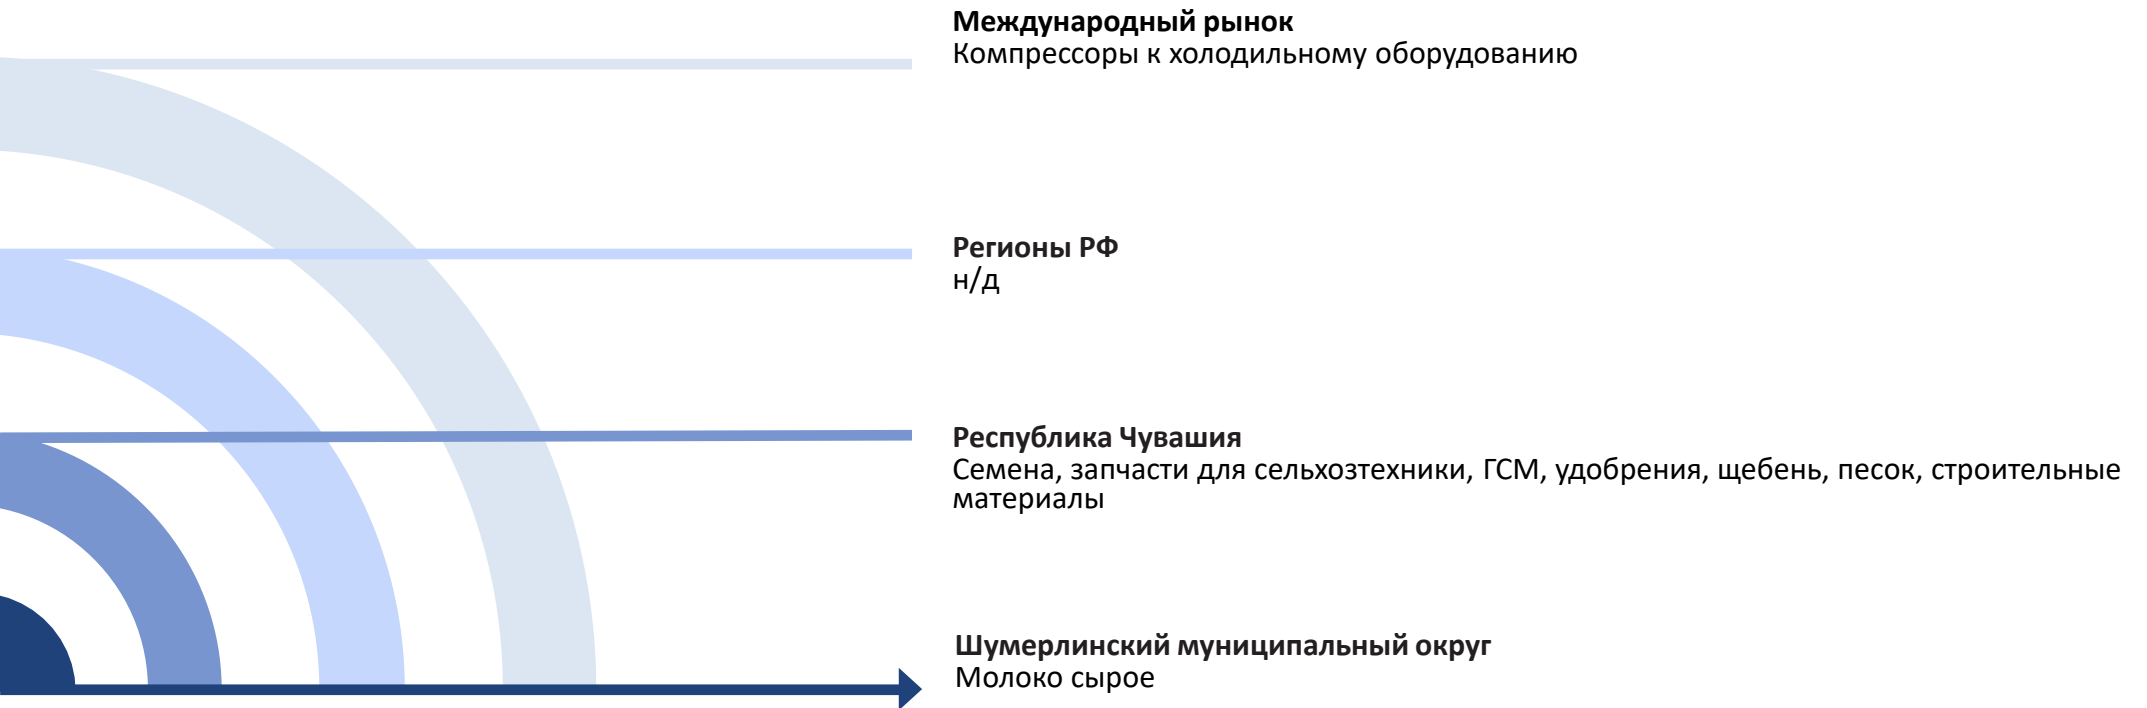 Международный рынок
Компрессоры к холодильному оборудованию
Регионы РФ
н/д
Республика Чувашия
Семена, запчасти для сельхозтехники, ГСМ, удобрения, щебень, песок, строительные
материалы
Шумерлинский муниципальный округ
Молоко сырое